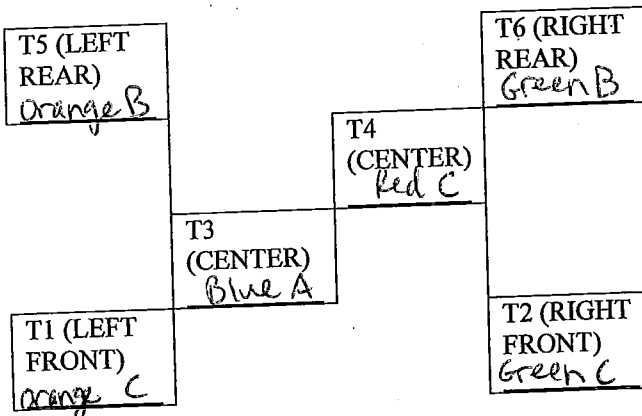 T5 (LEFT
REAR)
Orange B
T6 (RIGHT
REAR)
Green B
T4
(CENTER)
Red C
T3
(CENTER)
Blue A
T1 (LEFT
FRONT)
Orange C
T2 (RIGHT
FRONT)
Green C